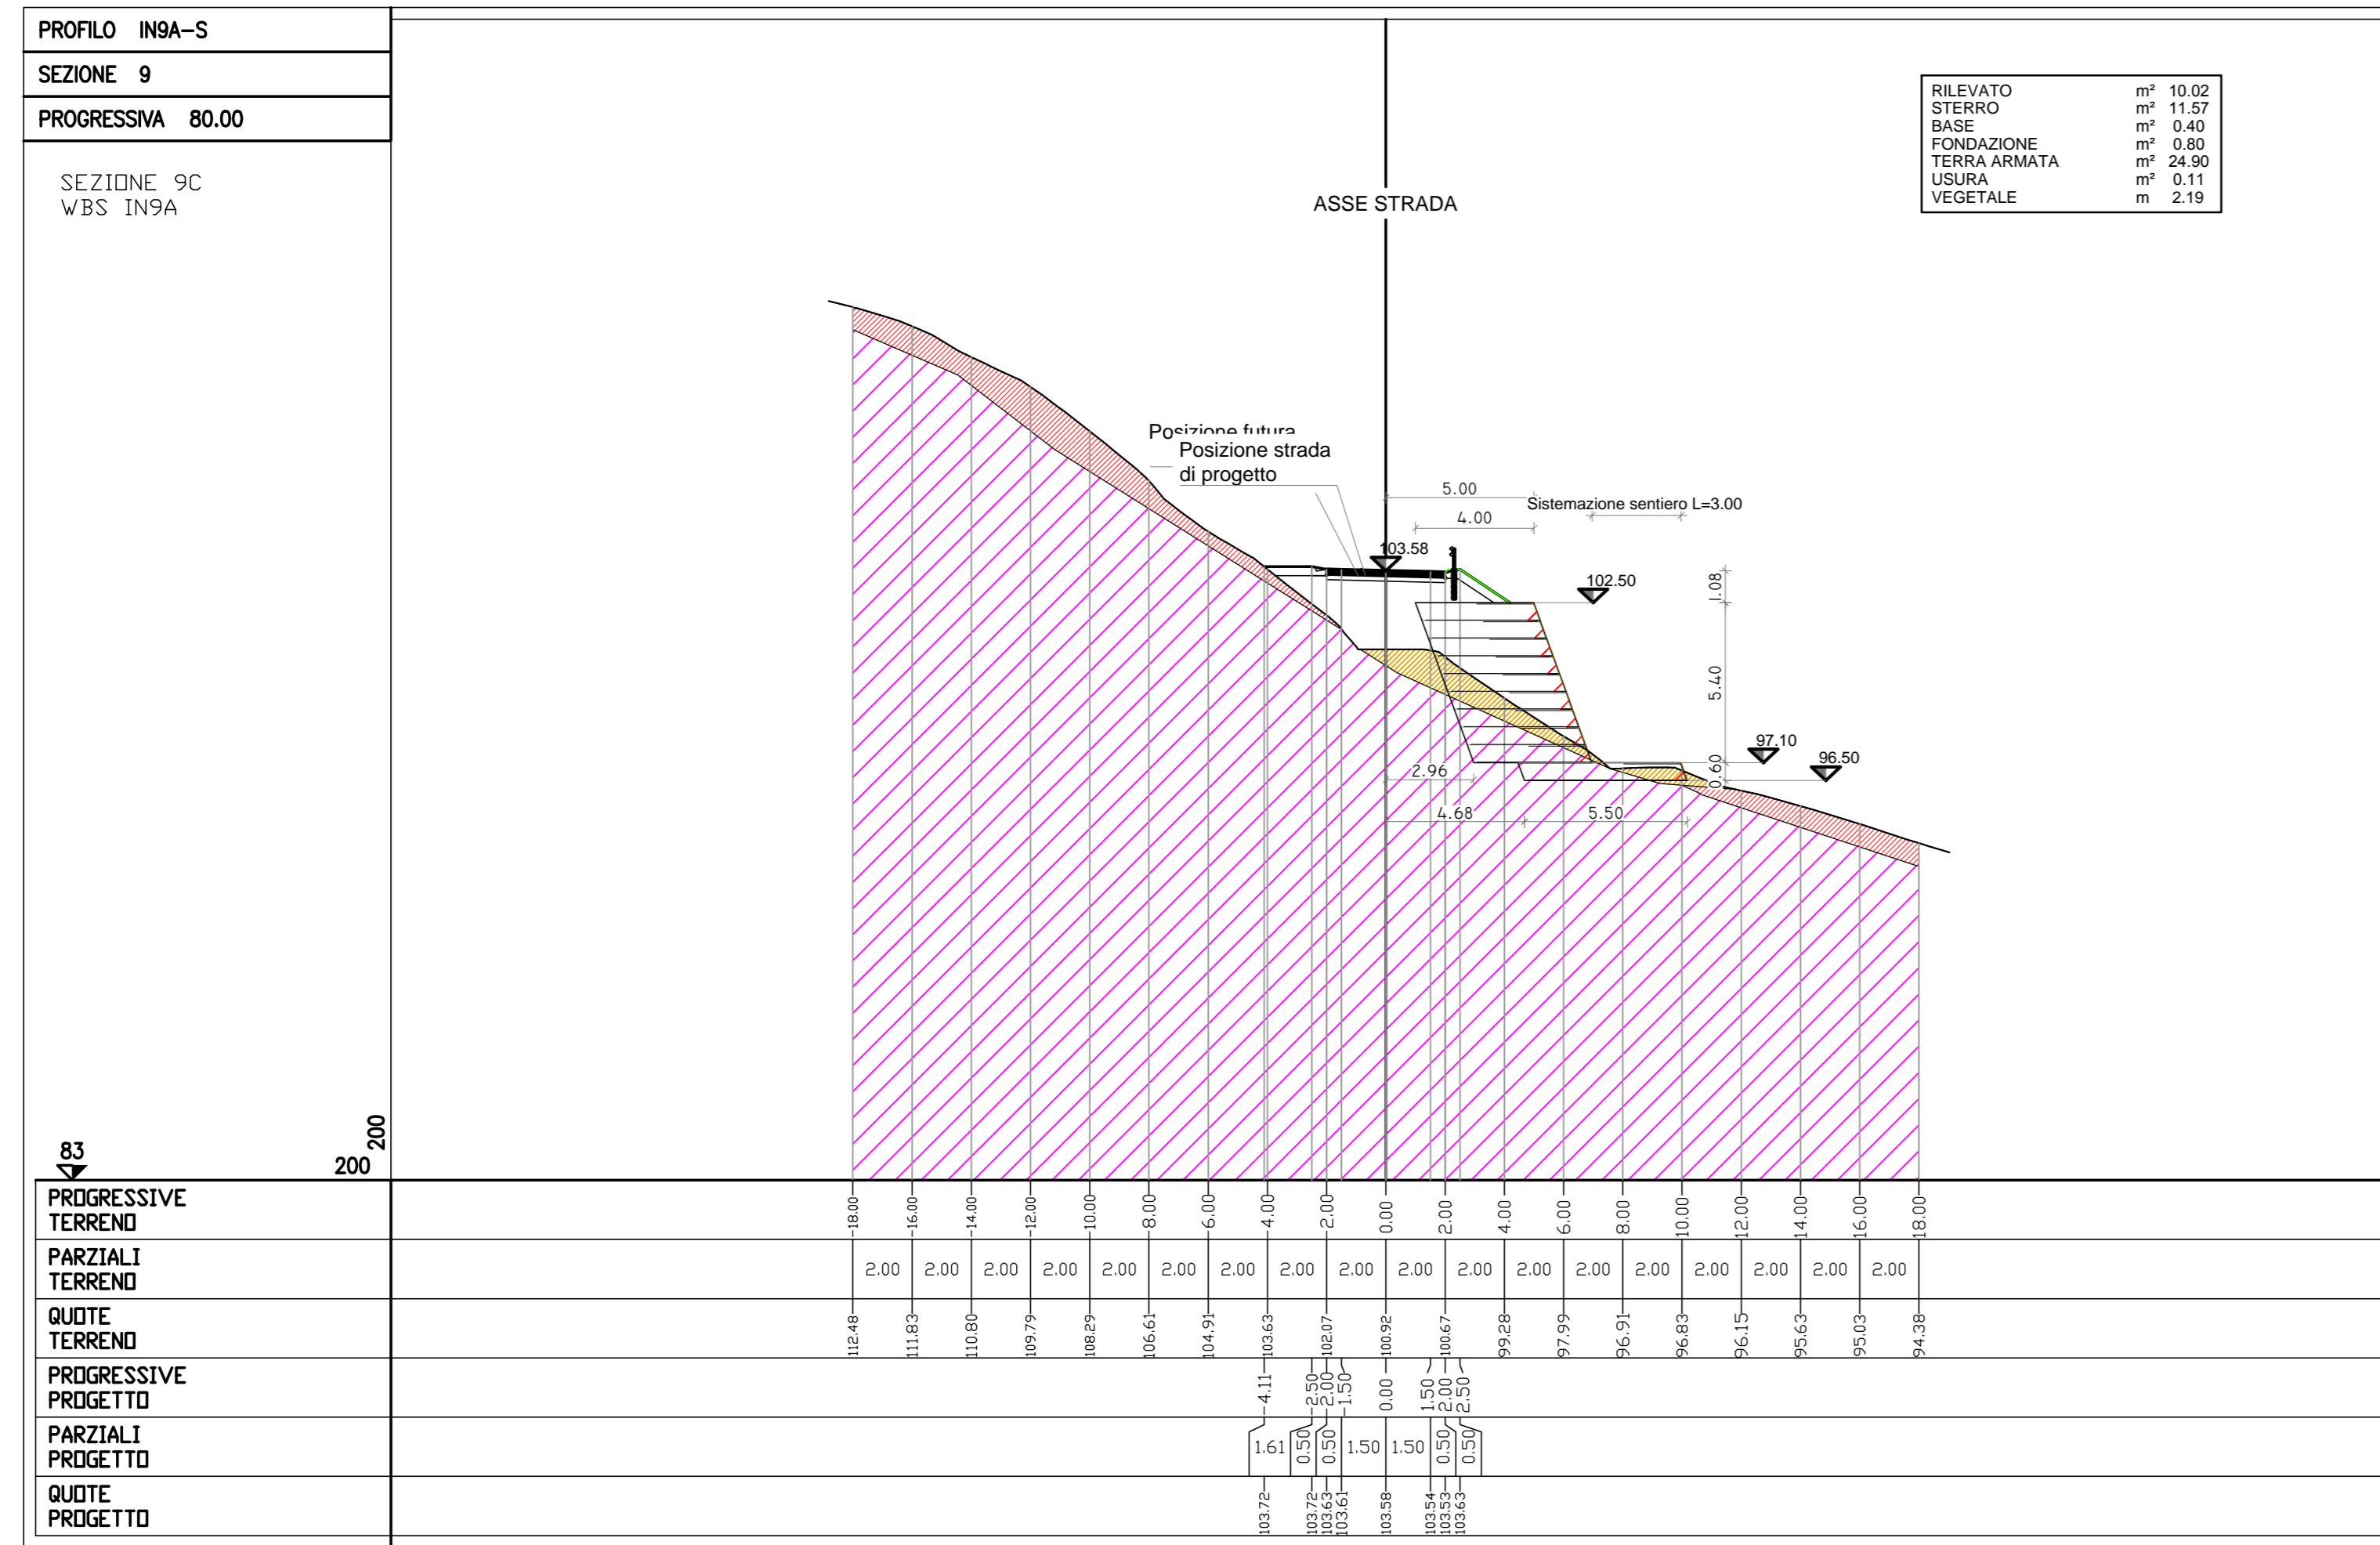 PROFILO IN9A-S
SEZIONE 9
PROGRESSIVA 80.00
SEZIONE 9C
WBS IN9A
RILEVATO m² 10.02
STERRO m² 11.57
BASE m² 0.40
FONDAZIONE m² 0.80
TERRA ARMATA m² 24.90
USURA m² 0.11
VEGETALE m 2.19
ASSE STRADA
Posizione futura
Posizione strada
di progetto
5.00
Sistemazione sentiero L=3.00
4.00
103.58
102.50
1.08
5.40
97.10
96.50
0.60
2.96
4.68
5.50
83
200
200
PROGRESSIVE
TERRENO
-18.00 -16.00 -14.00 -12.00 -10.00 -8.00 -6.00 -4.00 -2.00 0.00 2.00 4.00 6.00 8.00 10.00 12.00 14.00 16.00 18.00
PARZIALI
TERRENO
2.00 2.00 2.00 2.00 2.00 2.00 2.00 2.00 2.00 2.00 2.00 2.00 2.00 2.00 2.00 2.00 2.00 2.00
QUOTE
TERRENO
112.48 111.83 110.80 109.79 108.29 106.61 104.91 103.63 102.07 100.92 100.67 99.28 97.99 96.91 96.83 96.15 95.63 95.03 94.38
PROGRESSIVE
PROGETTO
-4.11 -2.50 -2.00 -1.50 0.00 1.50 2.00 2.50
PARZIALI
PROGETTO
1.61 0.50 0.50 1.50 1.50 0.50 0.50
QUOTE
PROGETTO
103.72 103.72 103.63 103.61 103.58 103.54 103.53 103.63